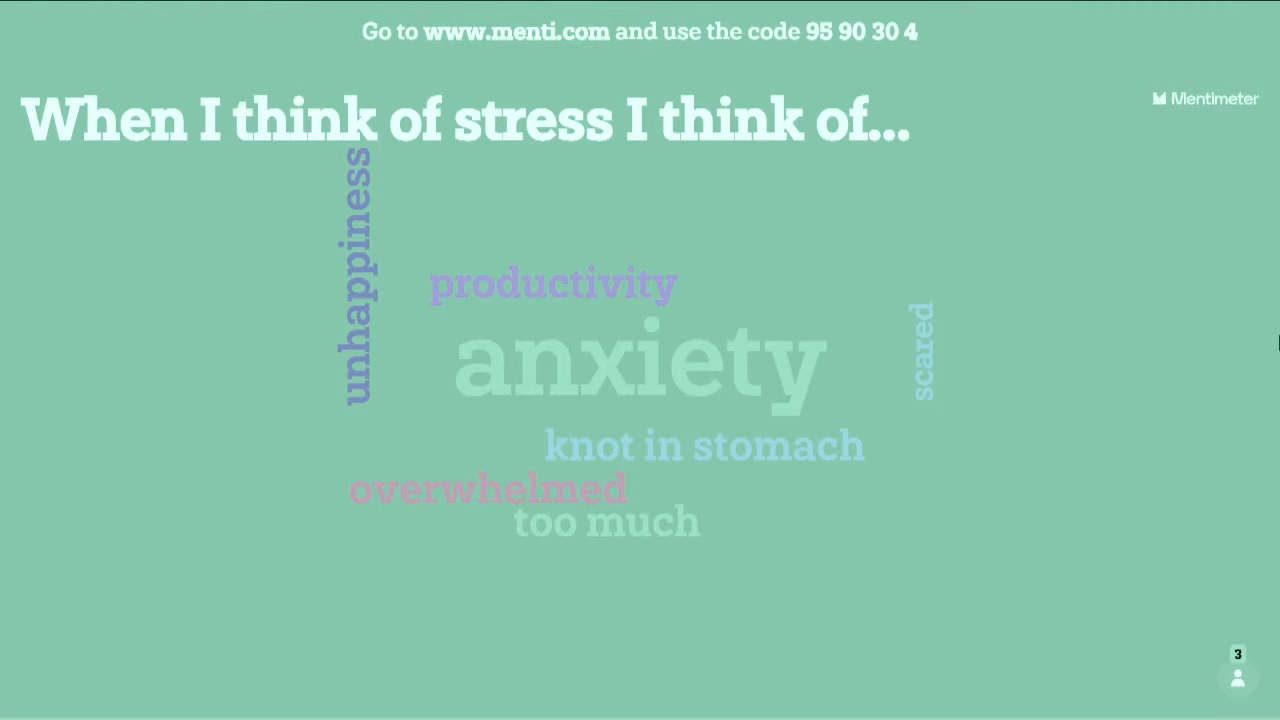 Go to www.menti.com and use the code 95 90 30 4
When I think of stress I think of...
Mentimeter
unhappiness
productivity
anxiety
scared
knot in stomach
overwhelmed
too much
3